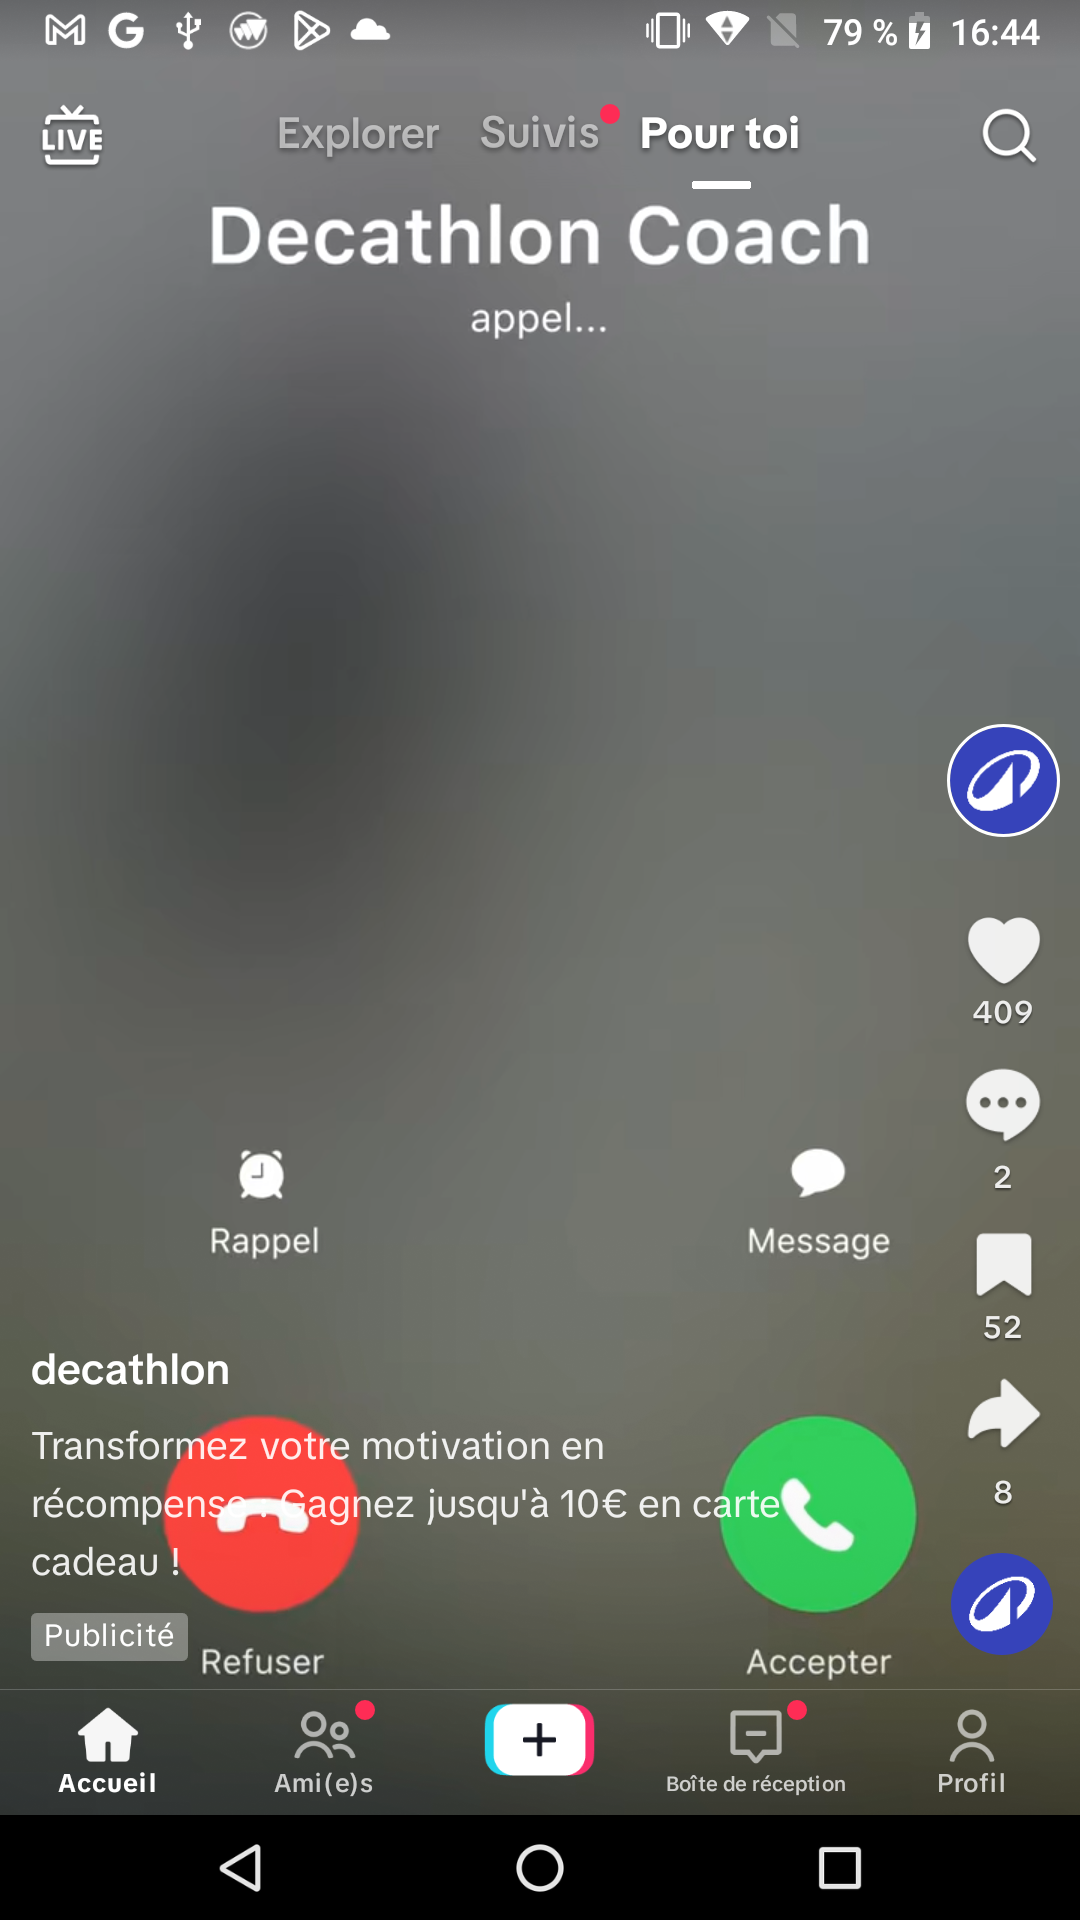 79 % 16:44
LIVE Explorer Suivis Pour toi
Decathlon Coach
appel...
409
2
Rappel Message
52
decathlon
Transformez votre motivation en
récompense : Gagnez jusqu'à 10€ en carte
cadeau !
8
Publicité
Refuser Accepter
Accueil Ami(e)s Boîte de réception Profil